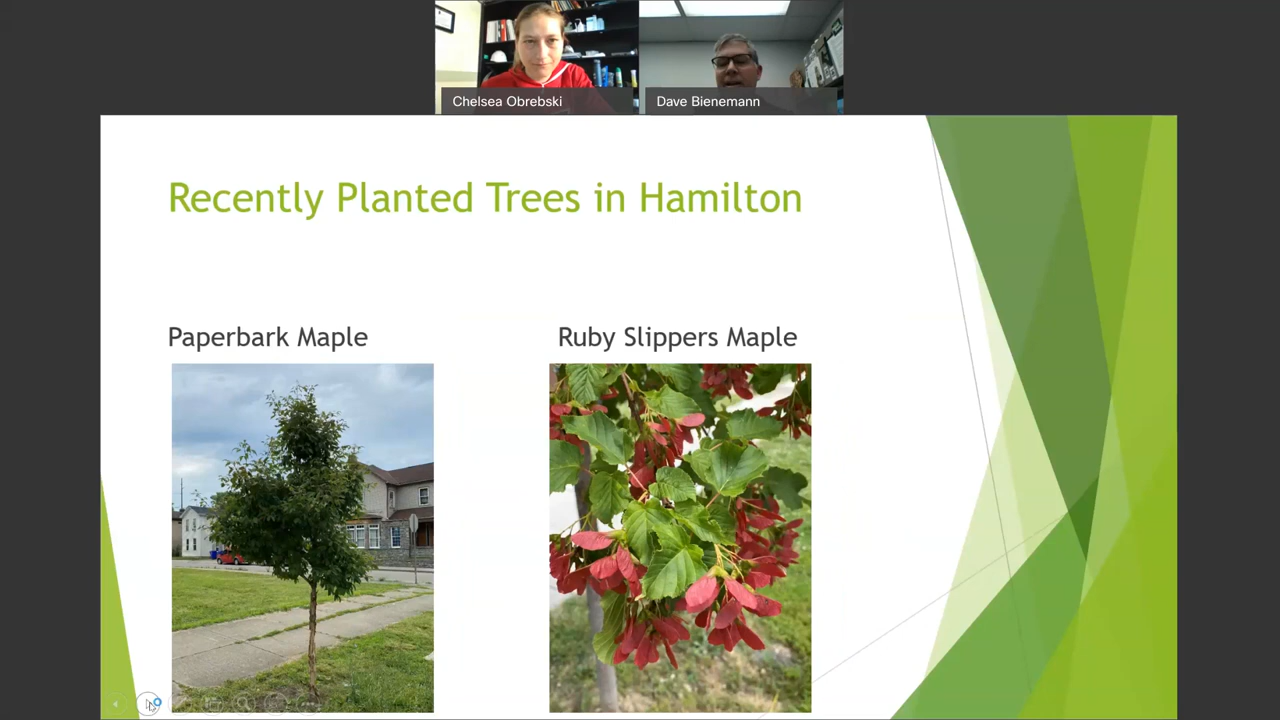 Chelsea Obrebski
Dave Bienemann
Recently Planted Trees in Hamilton
Paperbark Maple
Ruby Slippers Maple